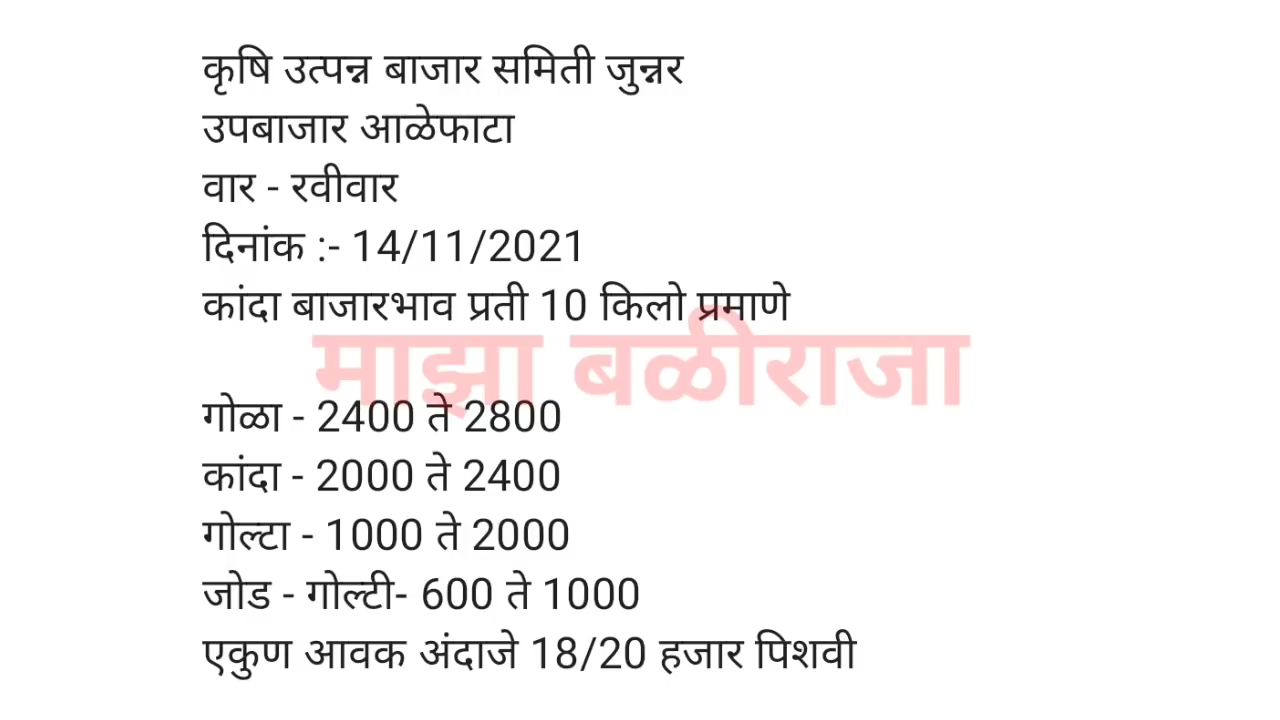 कृषि उत्पन्न बाजार समिती जुन्नर
उपबाजार आळेफाटा
वार - रवीवार
दिनांक :- 14/11/2021
कांदा बाजारभाव प्रती 10 किलो प्रमाणे
माझा बळीराजा
गोळा - 2400 ते 2800
कांदा - 2000 ते 2400
गोल्टा - 1000 ते 2000
जोड - गोल्टी- 600 ते 1000
एकुण आवक अंदाजे 18/20 हजार पिशवी